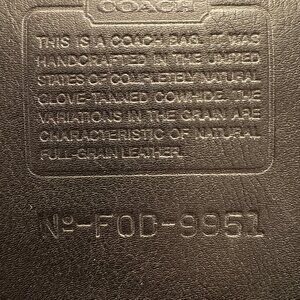 COACH
THIS IS A COACH BAG. IT WAS
HANDCRAFTED IN THE UNITED
STATES OF COMPLETELY NATURAL
GLOVE-TANNED COWHIDE. THE
VARIATIONS IN THE GRAIN ARE
CHARACTERISTIC OF NATURAL
FULL-GRAIN LEATHER.
Nº-FOD-9951